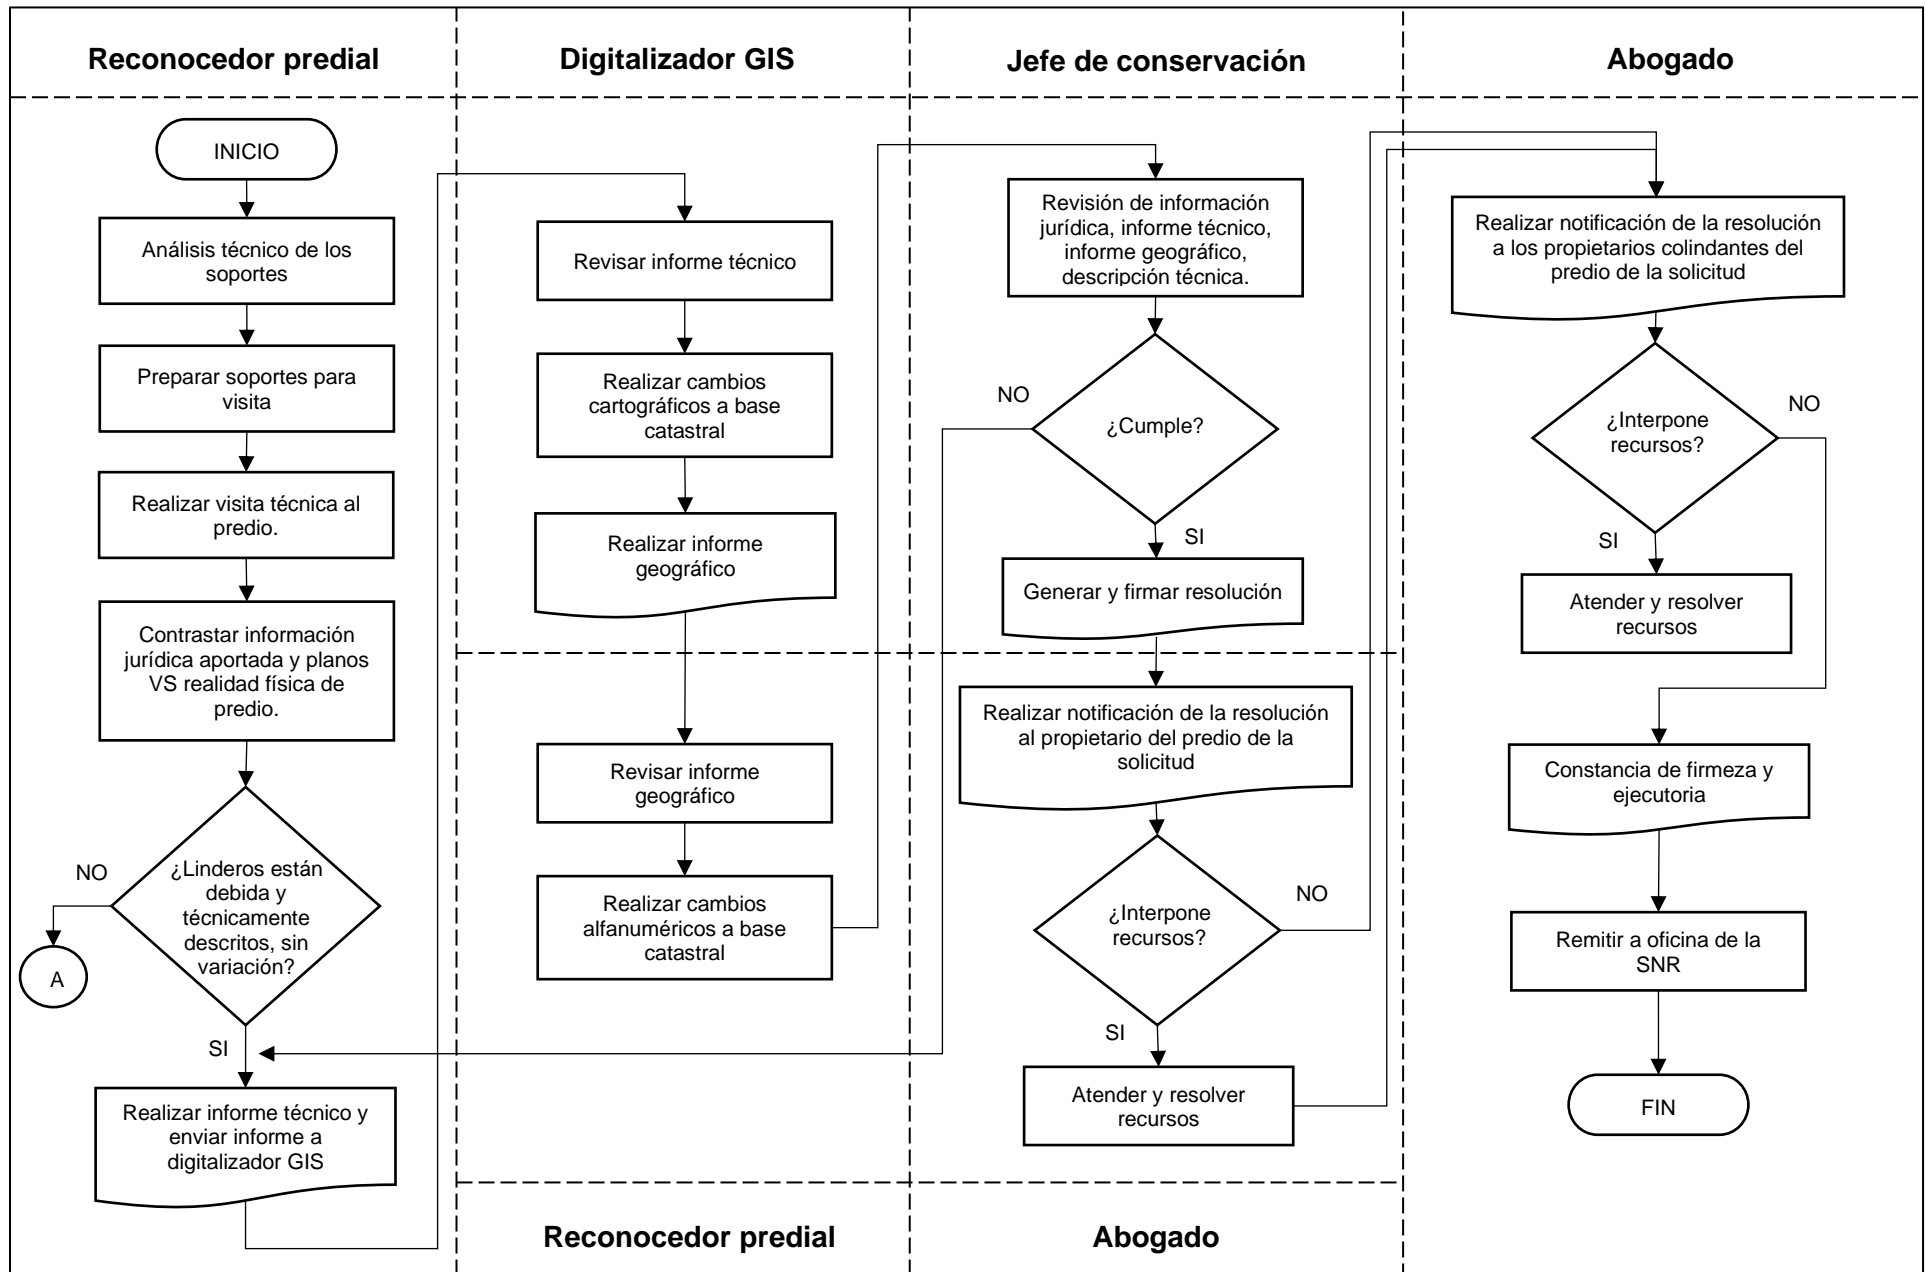 Reconocedor predial
INICIO
Análisis técnico de los
soportes
Preparar soportes para
visita
Realizar visita técnica al
predio.
Contrastar información
jurídica aportada y planos
VS realidad física de
predio.
¿Linderos están
debida y
técnicamente
descritos, sin
variación?
NO
A
SI
Realizar informe técnico y
enviar informe a
digitalizador GIS
Digitalizador GIS
Revisar informe técnico
Realizar cambios
cartográficos a base
catastral
Realizar informe
geográfico
Revisar informe
geográfico
Realizar cambios
alfanuméricos a base
catastral
Reconocedor predial
Jefe de conservación
Revisión de información
jurídica, informe técnico,
informe geográfico,
descripción técnica.
NO
¿Cumple?
SI
Generar y firmar resolución
Realizar notificación de la resolución
al propietario del predio de la
solicitud
¿Interpone
recursos?
NO
SI
Atender y resolver
recursos
Abogado
Abogado
Realizar notificación de la resolución
a los propietarios colindantes del
predio de la solicitud
¿Interpone
recursos?
NO
SI
Atender y resolver
recursos
Constancia de firmeza y
ejecutoria
Remitir a oficina de la
SNR
FIN